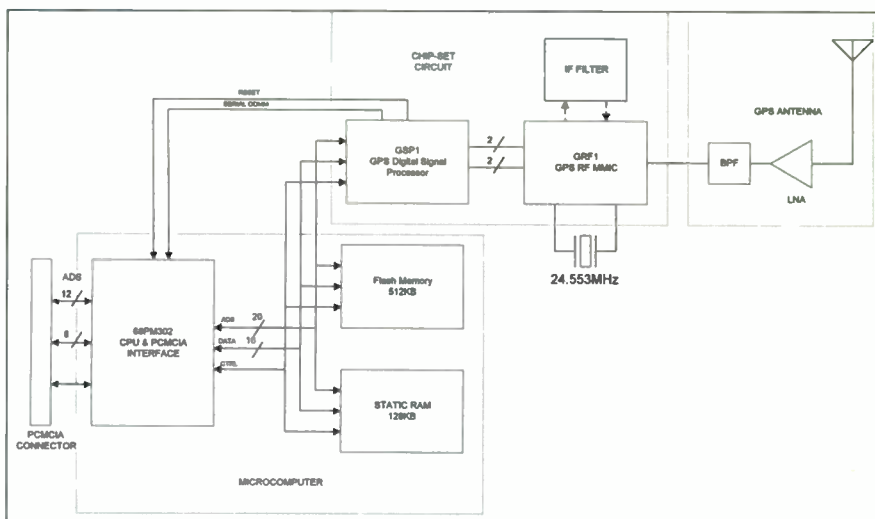 CHIP-SET
CIRCUIT
IF FILTER
RESET
SERIAL COMM
GSP1
GPS Digital Signal
Processor
2
2
GRF1
GPS RF MMIC
GPS ANTENNA
BPF
LNA
24.553MHz
ADS
12
8
68PM302
CPU & PCMCIA
INTERFACE
ADS
20
DATA
16
CTRL
Flash Memory
512KB
STATIC RAM
128KB
PCMCIA
CONNECTOR
MICROCOMPUTER